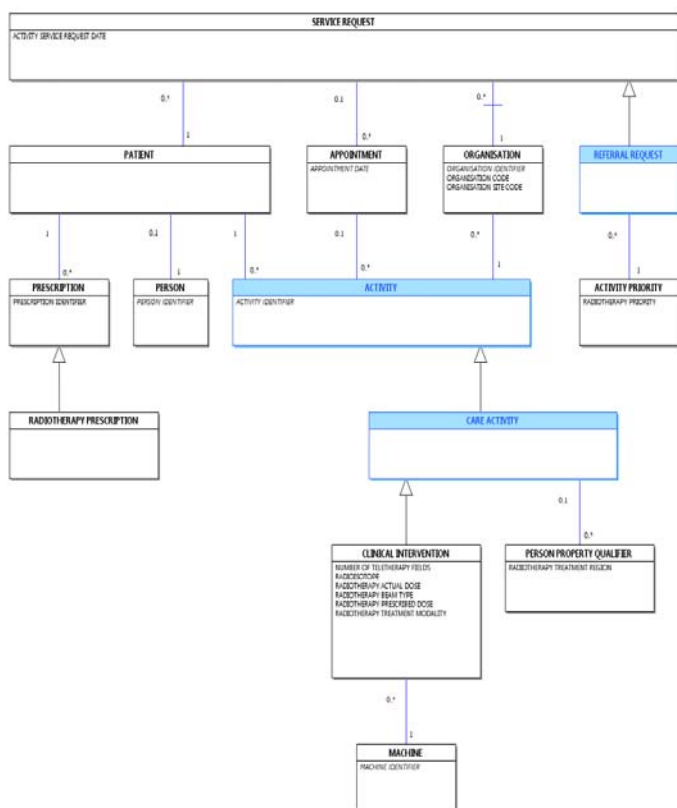 SERVICE REQUEST
ACTIVITY SERVICE REQUEST DATE
0..*
0..1
0..*
1
0..*
1
PATIENT
APPOINTMENT
APPOINTMENT DATE
ORGANISATION
ORGANISATION IDENTIFIER
ORGANISATION CODE
ORGANISATION SITE CODE
REFERRAL REQUEST
1
0..1
1
0..1
0..*
0..*
0..*
1
0..*
0..*
1
1
PRESCRIPTION
PRESCRIPTION IDENTIFIER
PERSON
PERSON IDENTIFIER
ACTIVITY
ACTIVITY IDENTIFIER
ACTIVITY PRIORITY
RADIOTHERAPY PRIORITY
RADIOTHERAPY PRESCRIPTION
CARE ACTIVITY
0..1
0..*
CLINICAL INTERVENTION
NUMBER OF TELETHERAPY FIELDS
RADIOISOTOPE
RADIOTHERAPY ACTUAL DOSE
RADIOTHERAPY BEAM TYPE
RADIOTHERAPY PRESCRIBED DOSE
RADIOTHERAPY TREATMENT MODALITY
PERSON PROPERTY QUALIFIER
RADIOTHERAPY TREATMENT REGION
0..*
1
MACHINE
MACHINE IDENTIFIER